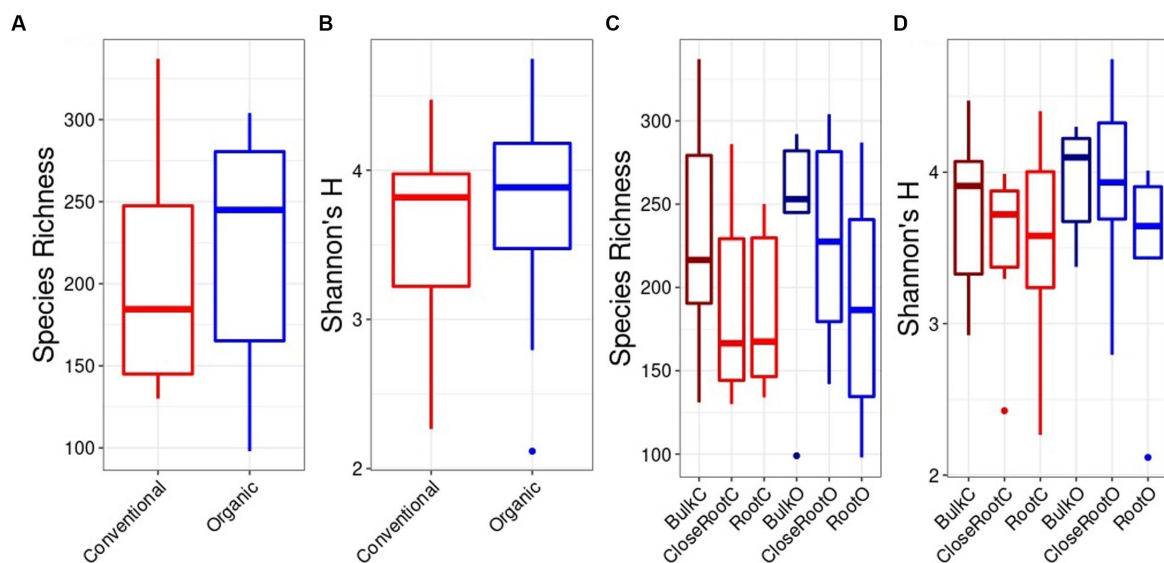 A
Species Richness
300
250
200
150
100
Conventional
Organic
B
Shannon's H
4
3
2
Conventional
Organic
C
Species Richness
300
250
200
150
100
BulkC
CloseRootC
RootC
BulkO
CloseRootO
RootO
D
Shannon's H
4
3
2
BulkC
CloseRootC
RootC
BulkO
CloseRootO
RootO